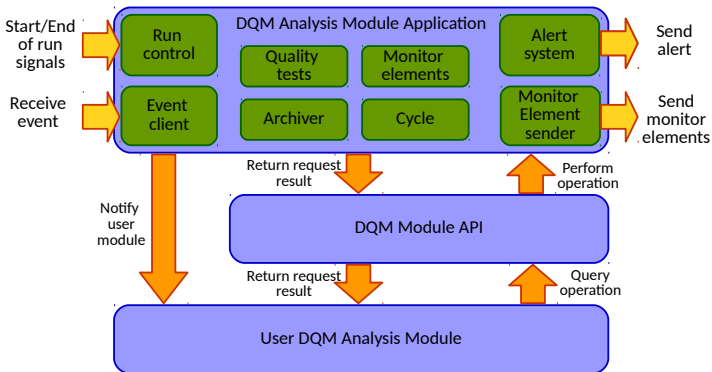 DQM Analysis Module Application
Start/End
of run
signals
Run
control
Quality
tests
Monitor
elements
Alert
system
Send
alert
Receive
event
Event
client
Archiver
Cycle
Monitor
Element
sender
Send
monitor
elements
Return request
result
Perform
operation
Notify
user
module
DQM Module API
Return request
result
Query
operation
User DQM Analysis Module